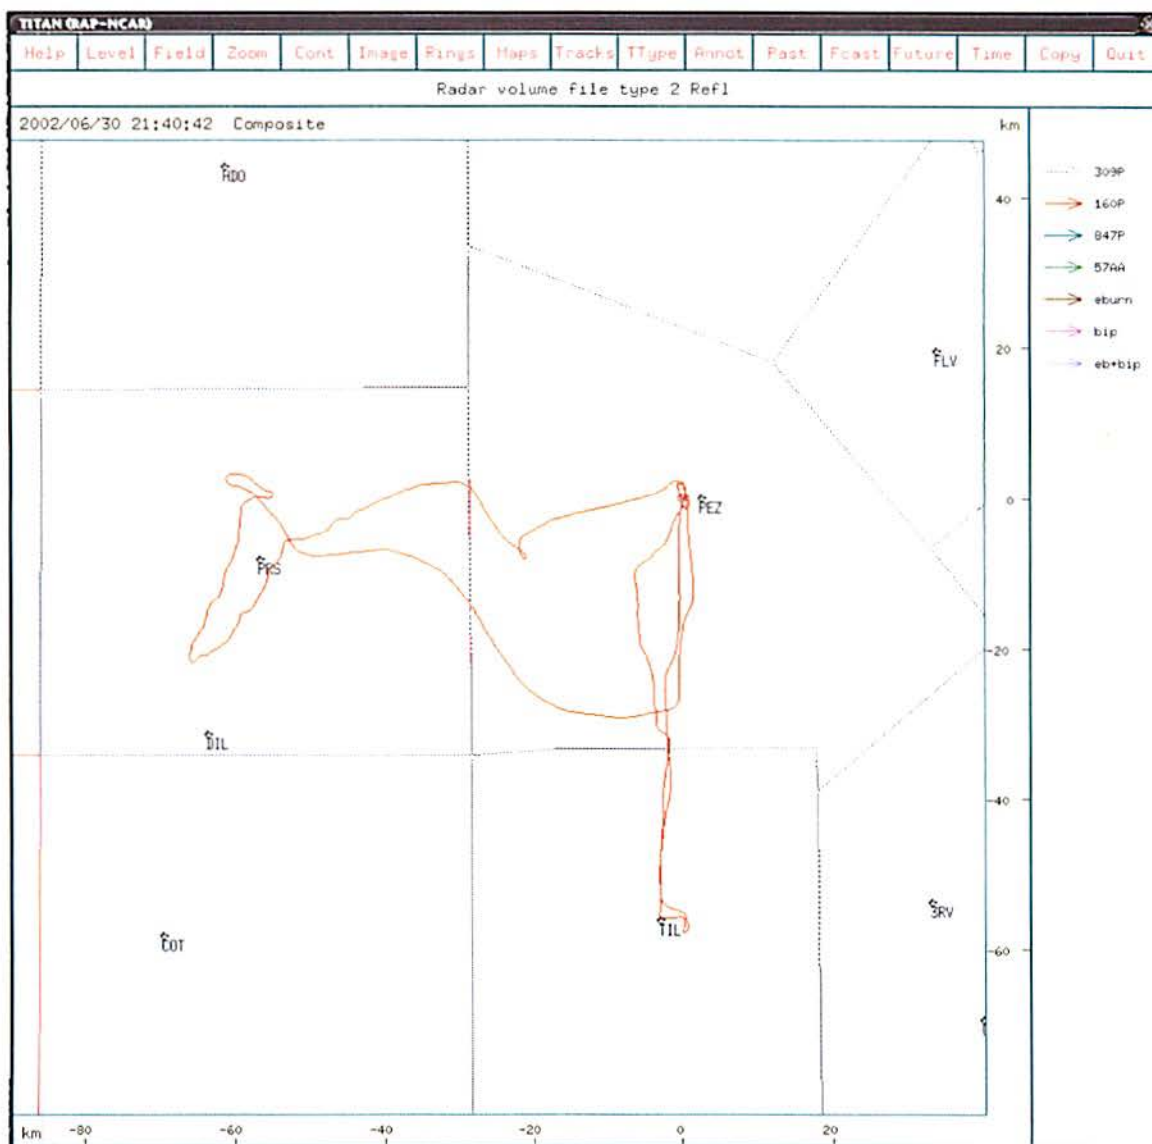 TITAN (RAP-NCAR)
Help Level Field Zoom Cont Image Rings Maps Tracks TType Annot Past Fcast Future Time Copy Quit
Radar volume file type 2 Refl
2002/06/30 21:40:42 Composite km
RDO
309P
160P
40
847P
57AA
eburn
bip
20
FLV
eb+bip
0
PEZ
PRS
-20
DIL
-40
3RV
TIL
COT
-60
km -80 -60 -40 -20 0 20